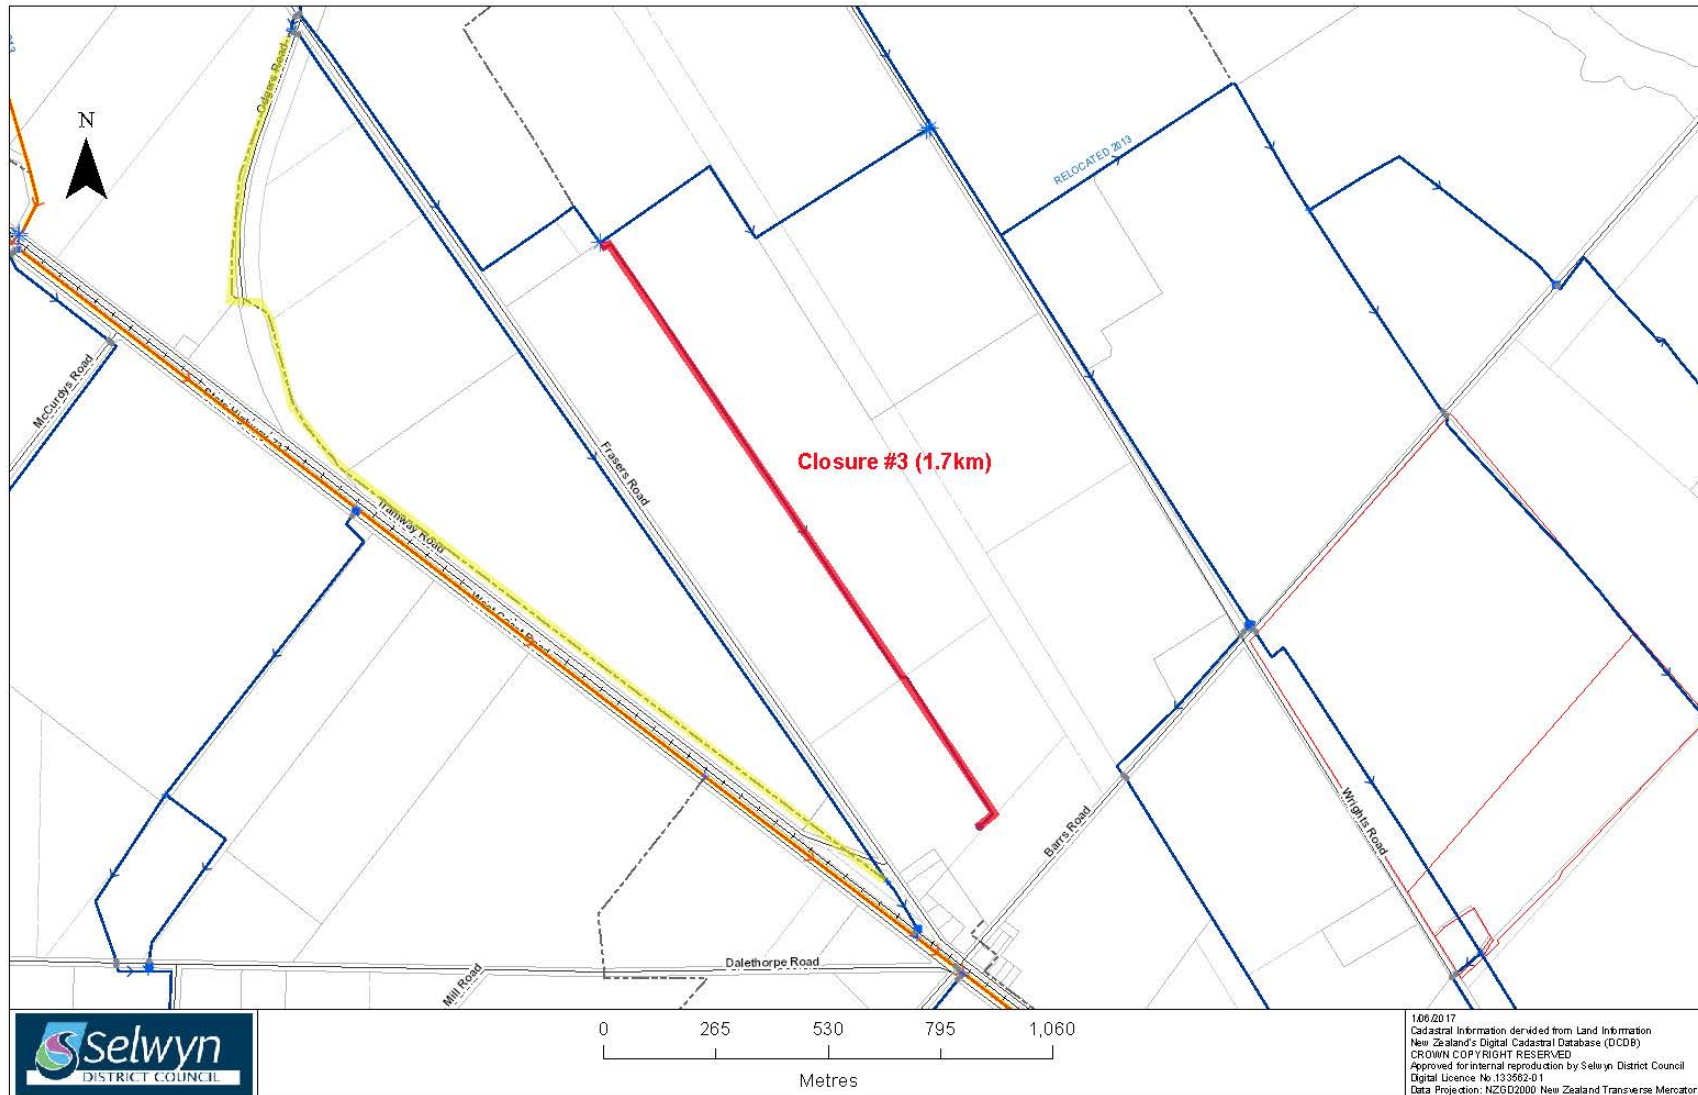 Odgers Road
N
RELOCATED 2013
McCurdys Road
Frasers Road
Closure #3 (1.7km)
Tramway Road
West Coast Road
Barrs Road
Wrights Road
Dalethorpe Road
Mill Road
Selwyn
DISTRICT COUNCIL
0 265 530 795 1,060
Metres
1/06/2017
Cadastral Information derived from Land Information
New Zealand's Digital Cadastral Database (DCDB)
CROWN COPYRIGHT RESERVED
Approved for internal reproduction by Selwyn District Council
Digital Licence No.133562-01
Data Projection: NZGD2000 New Zealand Transverse Mercator